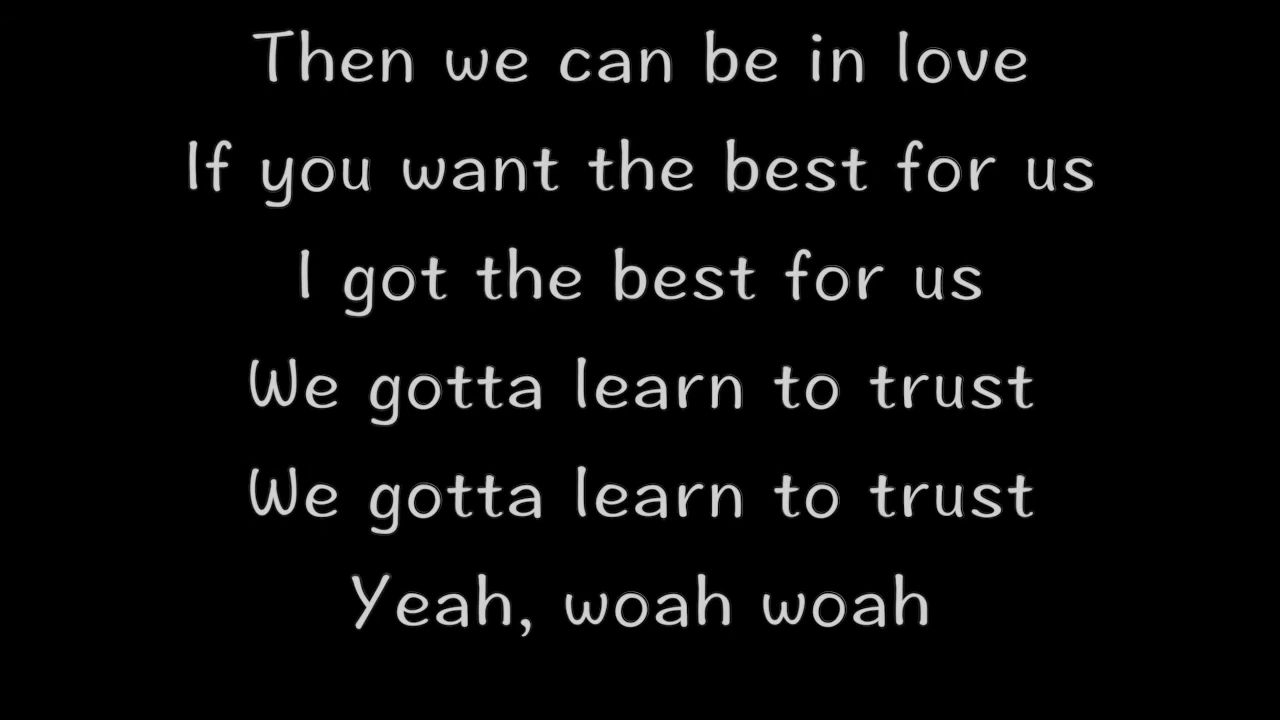 Then we can be in love
If you want the best for us
I got the best for us
We gotta learn to trust
We gotta learn to trust
Yeah, woah woah